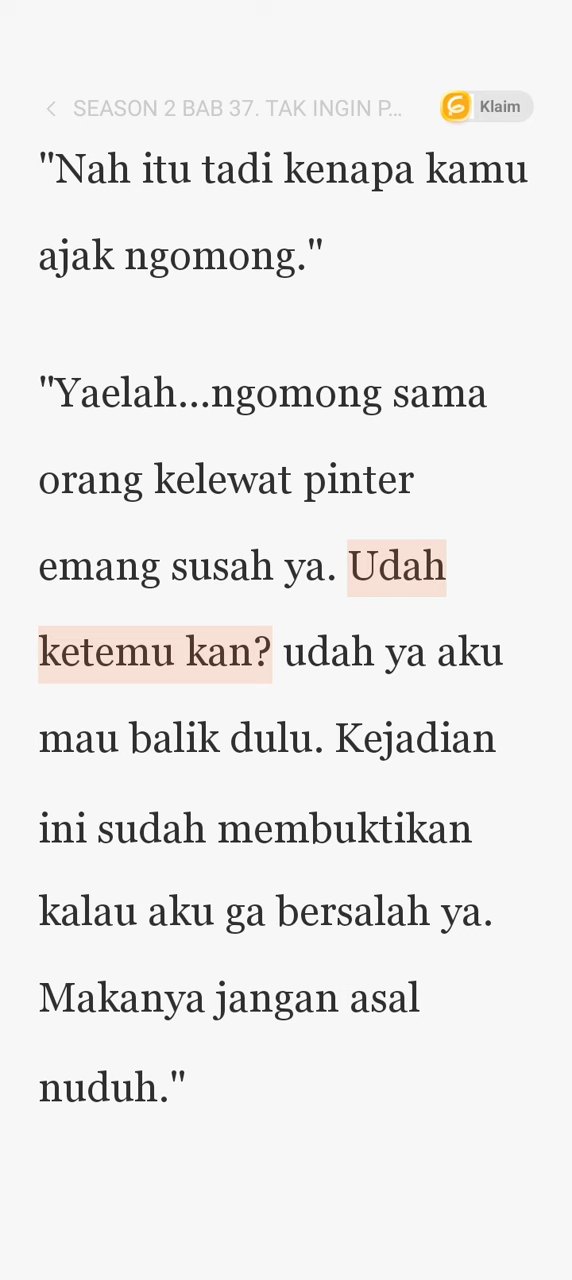 SEASON 2 BAB 37. TAK INGIN P...
Klaim
"Nah itu tadi kenapa kamu
ajak ngomong."
"Yaelah...ngomong sama
orang kelewat pinter
emang susah ya. Udah
ketemu kan? udah ya aku
mau balik dulu. Kejadian
ini sudah membuktikan
kalau aku ga bersalah ya.
Makanya jangan asal
nuduh."